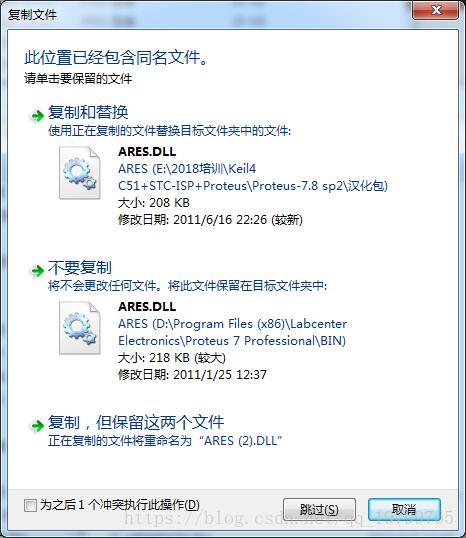 复制文件
此位置已经包含同名文件。
请单击要保留的文件
复制和替换
使用正在复制的文件替换目标文件夹中的文件:
ARES.DLL
ARES (E:\2018培训\Keil4
C51+STC-ISP+Proteus\Proteus-7.8 sp2\汉化包)
大小: 208 KB
修改日期: 2011/6/16 22:26 (较新)
不要复制
将不会更改任何文件。将此文件保留在目标文件夹中:
ARES.DLL
ARES (D:\Program Files (x86)\Labcenter
Electronics\Proteus 7 Professional\BIN)
大小: 218 KB (较大)
修改日期: 2011/1/25 12:37
复制，但保留这两个文件
正在复制的文件将重命名为“ARES (2).DLL”
为之后 1 个冲突执行此操作(D)
跳过(S)
取消